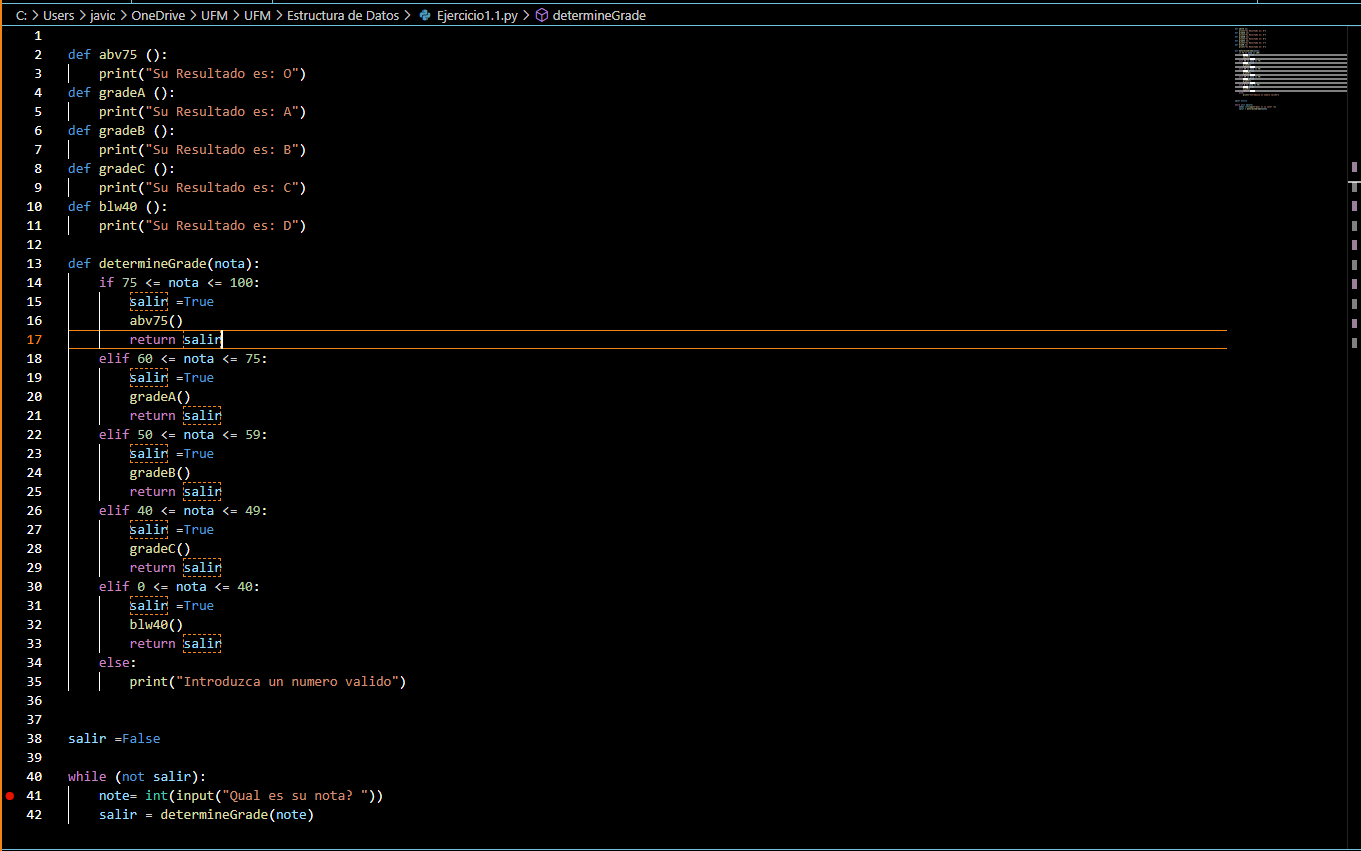 C: > Users > javic > OneDrive > UFM > UFM > Estructura de Datos > Ejercicio1.1.py > determineGrade
1
2 def abv75 ():
3     print("Su Resultado es: O")
4 def gradeA ():
5     print("Su Resultado es: A")
6 def gradeB ():
7     print("Su Resultado es: B")
8 def gradeC ():
9     print("Su Resultado es: C")
10 def blw40 ():
11     print("Su Resultado es: D")
12
13 def determineGrade(nota):
14     if 75 <= nota <= 100:
15         salir =True
16         abv75()
17         return salir
18     elif 60 <= nota <= 75:
19         salir =True
20         gradeA()
21         return salir
22     elif 50 <= nota <= 59:
23         salir =True
24         gradeB()
25         return salir
26     elif 40 <= nota <= 49:
27         salir =True
28         gradeC()
29         return salir
30     elif 0 <= nota <= 40:
31         salir =True
32         blw40()
33         return salir
34     else:
35         print("Introduzca un numero valido")
36
37
38 salir =False
39
40 while (not salir):
41     note= int(input("Qual es su nota? "))
42     salir = determineGrade(note)